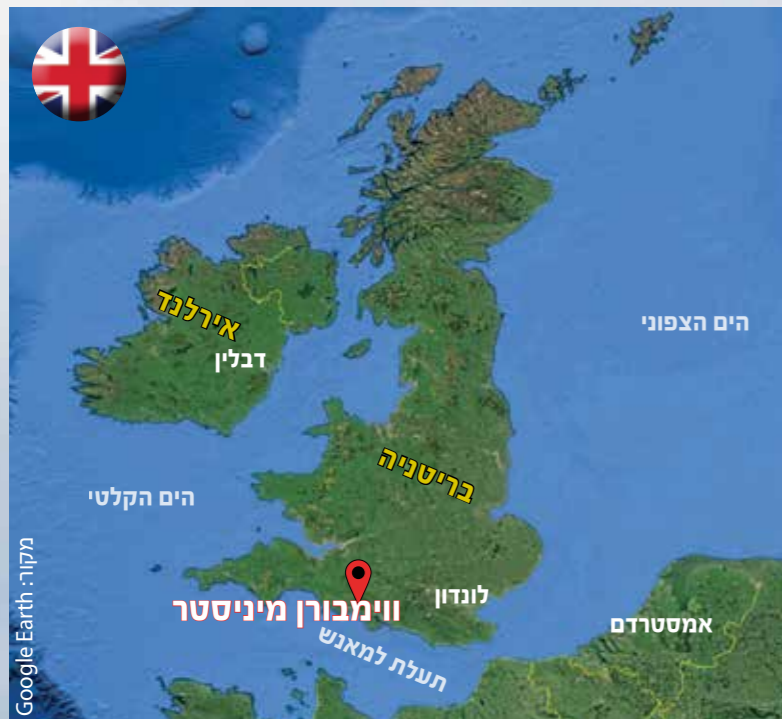 הים הצפוני
אירלנד
דבלין
בריטניה
הים הקלטי
לונדון
ווימבורן מיניסטר
אמסטרדם
תעלת למאנש
מקור: Google Earth